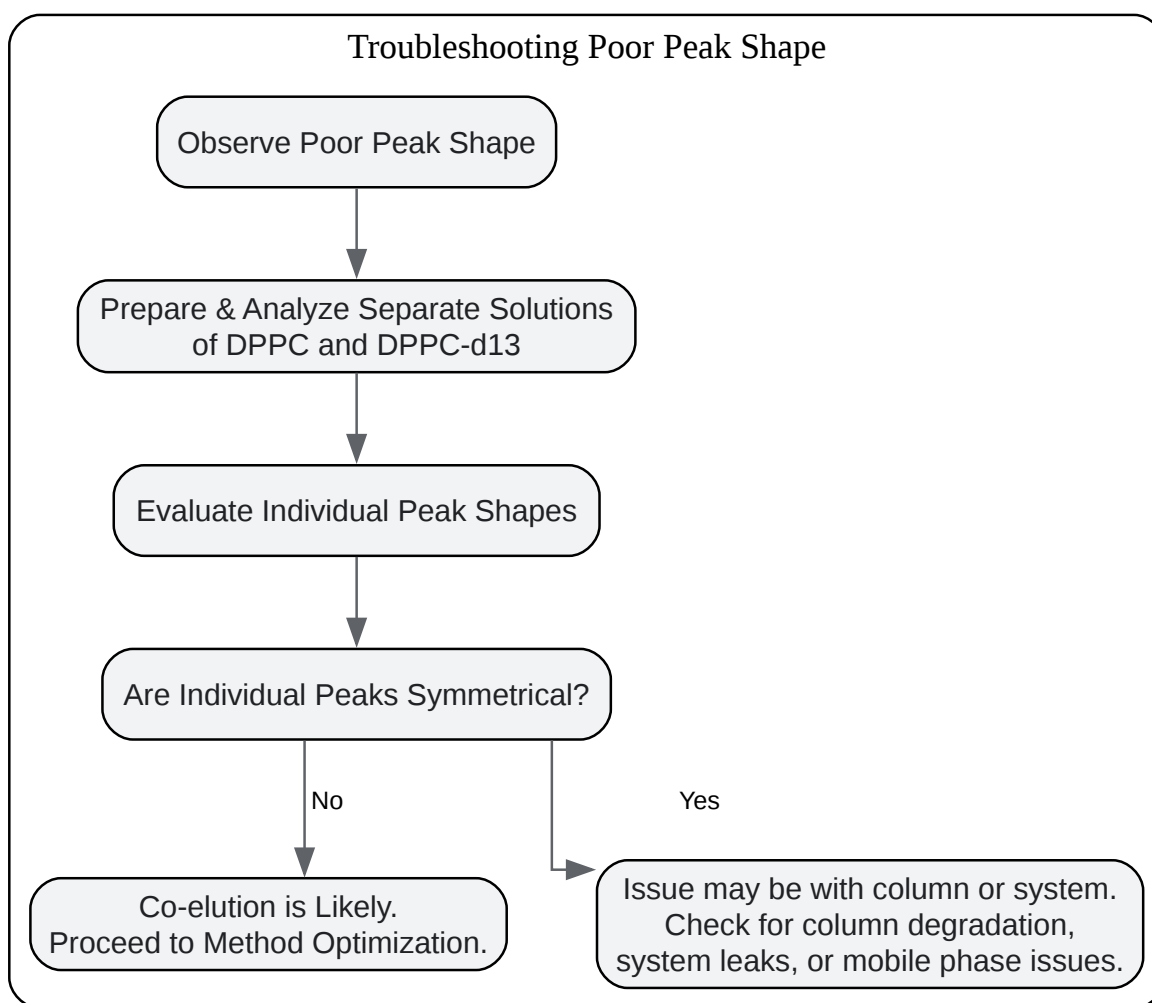 Troubleshooting Poor Peak Shape
Observe Poor Peak Shape
Prepare & Analyze Separate Solutions
of DPPC and DPPC-d13
Evaluate Individual Peak Shapes
Are Individual Peaks Symmetrical?
No
Yes
Co-elution is Likely.
Proceed to Method Optimization.
Issue may be with column or system.
Check for column degradation,
system leaks, or mobile phase issues.